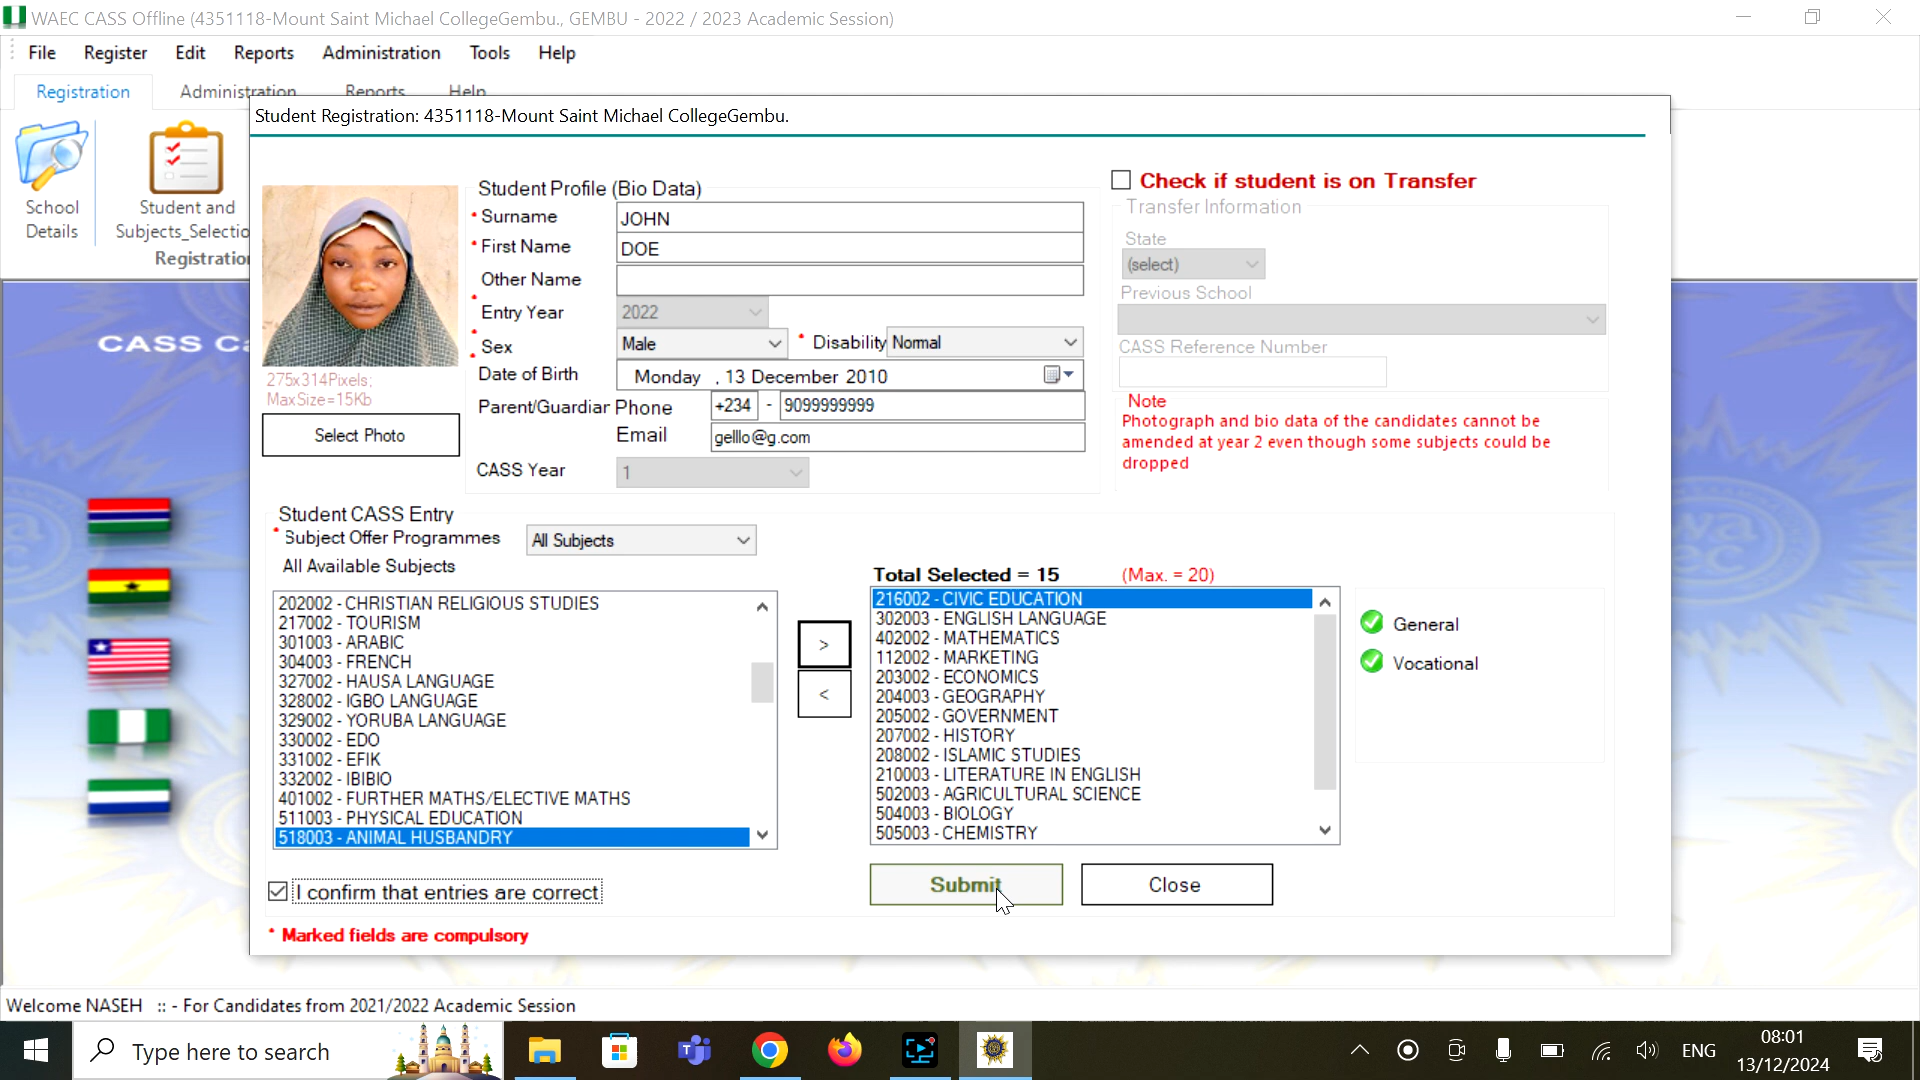 WAEC CASS Offline (4351118-Mount Saint Michael CollegeGembu., GEMBU - 2022 / 2023 Academic Session)
File Register Edit Reports Administration Tools Help
Registration Administration Reports Help
Student Registration: 4351118-Mount Saint Michael CollegeGembu.
School
Details
Student and
Subjects_Selectio
Registration
CASS Ca
275x314Pixels;
MaxSize=15Kb
Select Photo
Student Profile (Bio Data)
* Surname JOHN
* First Name DOE
Other Name
* Entry Year 2022
* Sex Male * Disability Normal
* Date of Birth Monday , 13 December 2010
Parent/Guardian Phone +234 - 9099999999
Email gelllo@g.com
CASS Year 1
Check if student is on Transfer
Transfer Information
State
(select)
Previous School
CASS Reference Number
Note
Photograph and bio data of the candidates cannot be
amended at year 2 even though some subjects could be
dropped
Student CASS Entry
* Subject Offer Programmes All Subjects
All Available Subjects
202002 - CHRISTIAN RELIGIOUS STUDIES
217002 - TOURISM
301003 - ARABIC
304003 - FRENCH
327002 - HAUSA LANGUAGE
328002 - IGBO LANGUAGE
329002 - YORUBA LANGUAGE
330002 - EDO
331002 - EFIK
332002 - IBIBIO
401002 - FURTHER MATHS/ELECTIVE MATHS
511003 - PHYSICAL EDUCATION
518003 - ANIMAL HUSBANDRY
>
<
Total Selected = 15 (Max. = 20)
216002 - CIVIC EDUCATION
302003 - ENGLISH LANGUAGE
402002 - MATHEMATICS
112002 - MARKETING
203002 - ECONOMICS
204003 - GEOGRAPHY
205002 - GOVERNMENT
207002 - HISTORY
208002 - ISLAMIC STUDIES
210003 - LITERATURE IN ENGLISH
502003 - AGRICULTURAL SCIENCE
504003 - BIOLOGY
505003 - CHEMISTRY
General
Vocational
I confirm that entries are correct
Submit
Close
* Marked fields are compulsory
Welcome NASEH :: - For Candidates from 2021/2022 Academic Session
Type here to search
ENG
08:01
13/12/2024